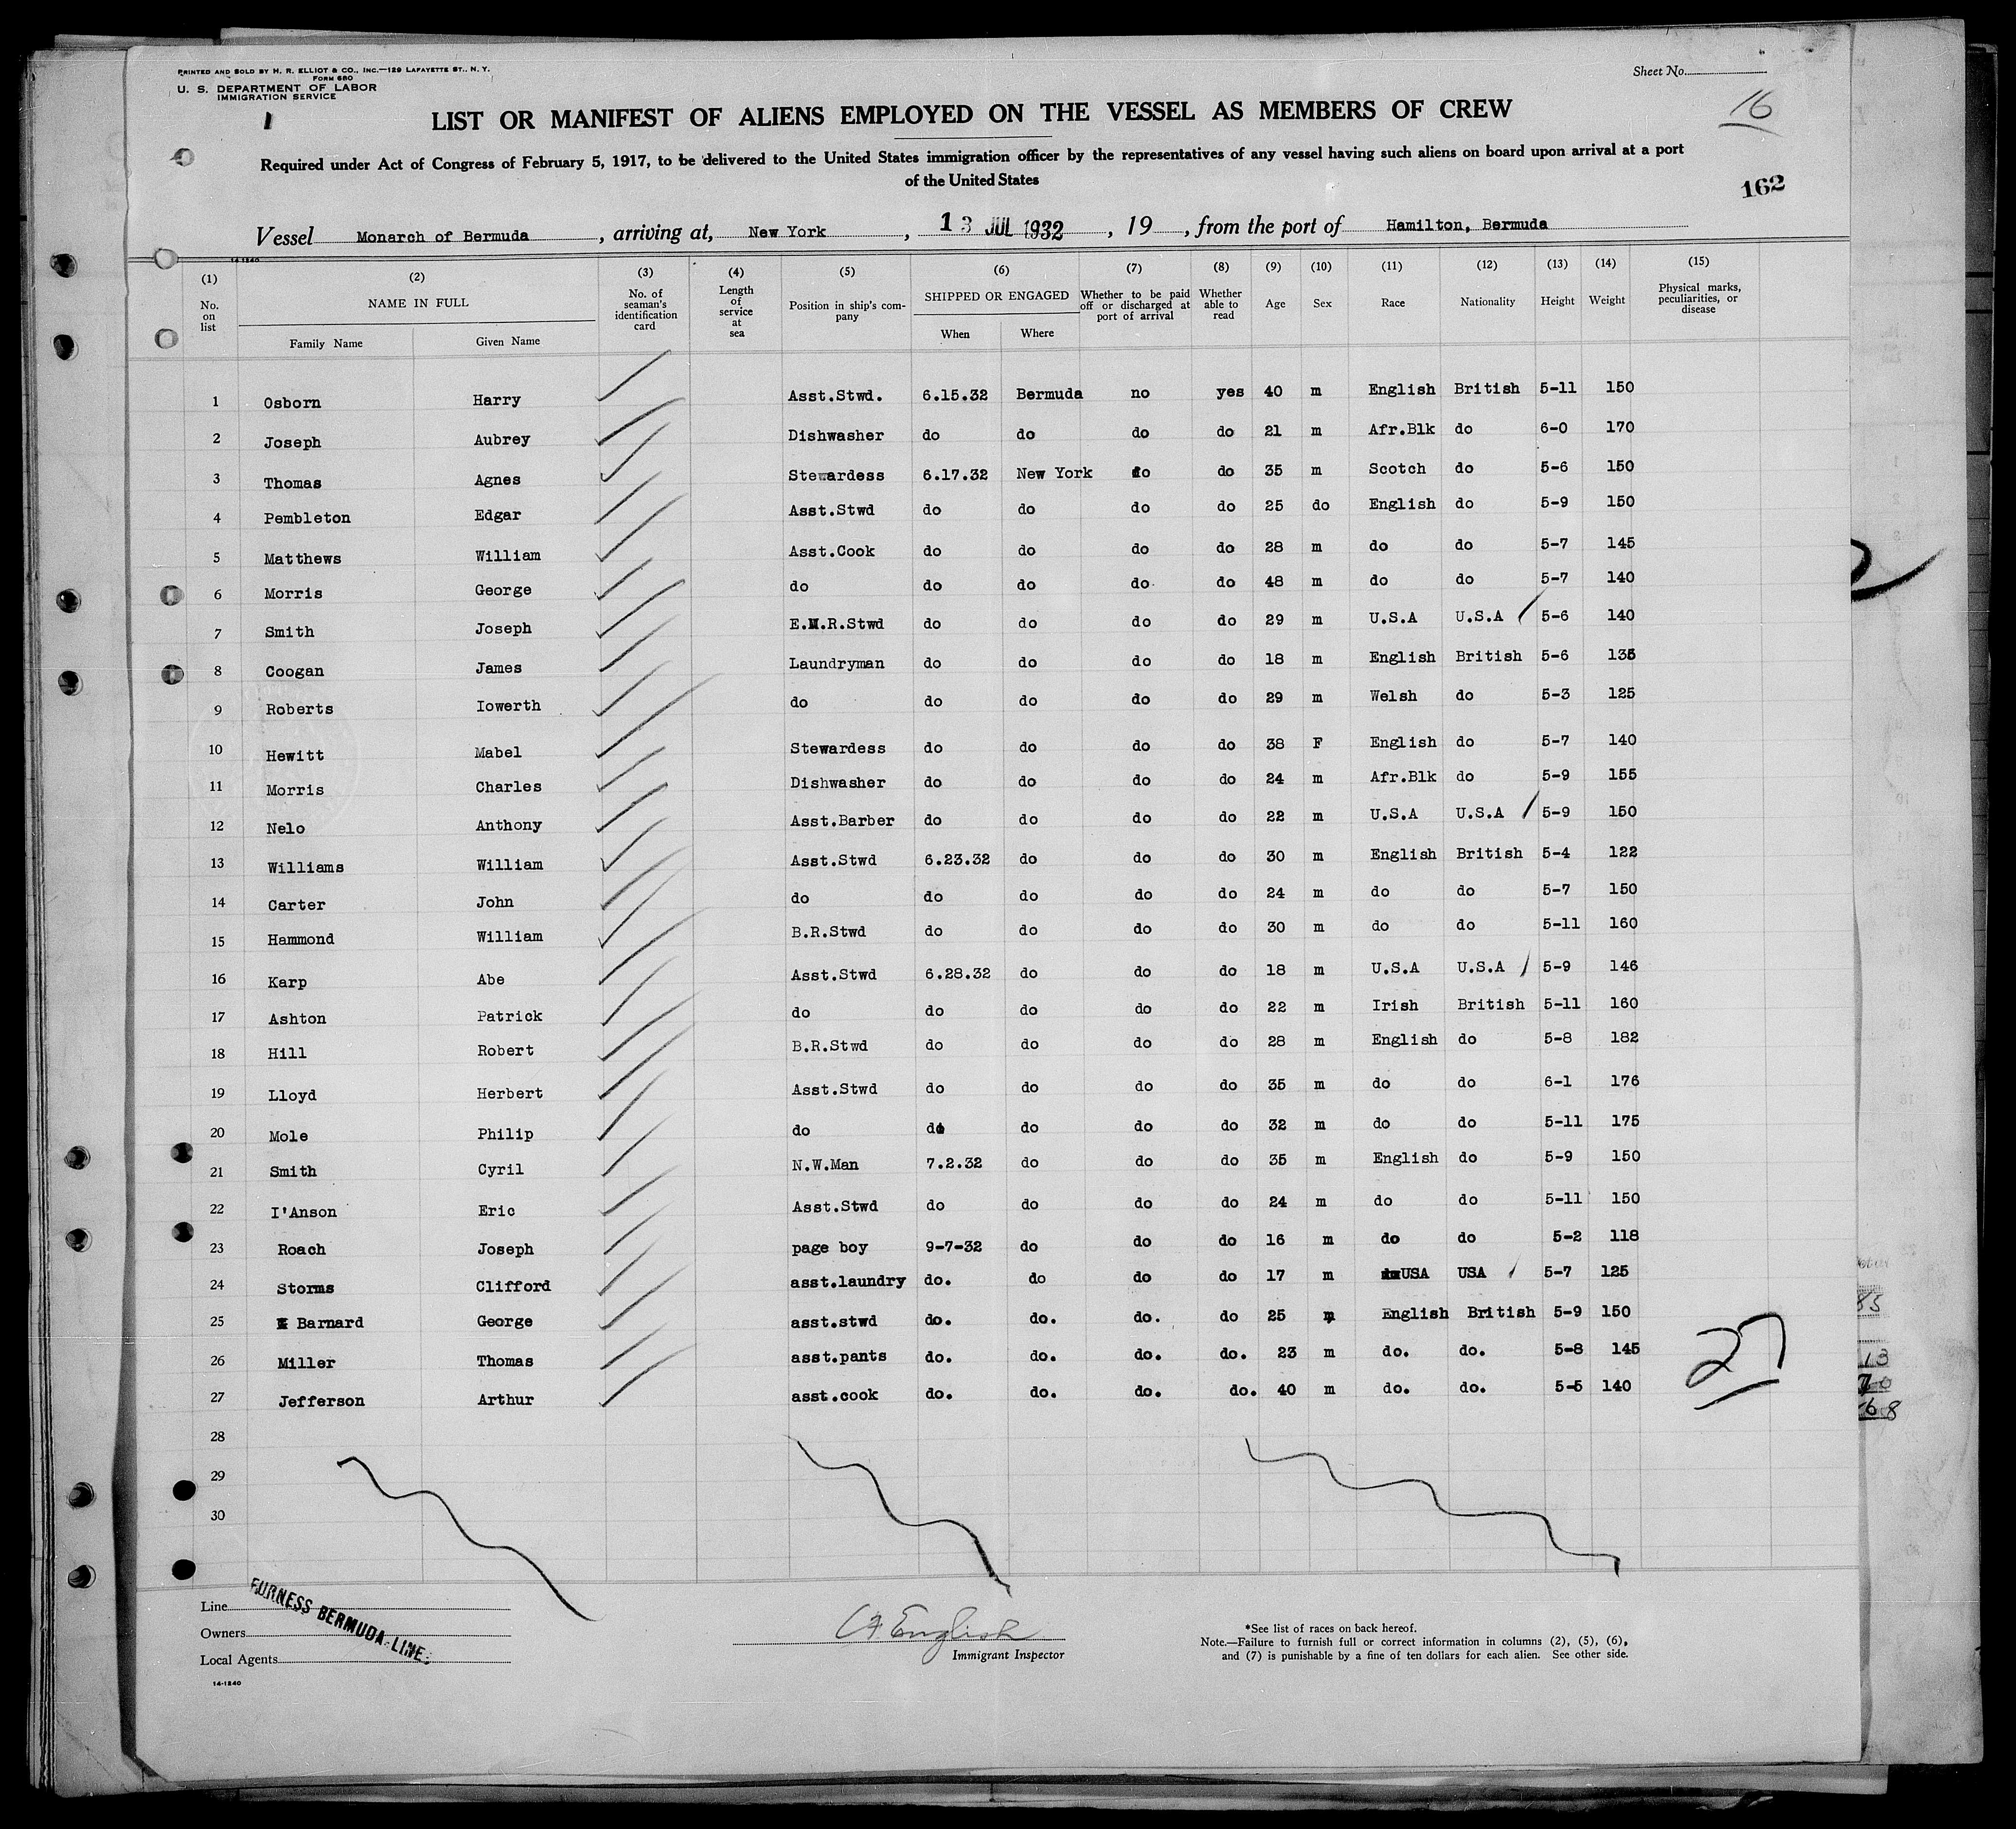 PRINTED AND SOLD BY H. R. ELLIOT & CO., INC.—129 LAFAYETTE ST., N. Y.
FORM 680
U. S. DEPARTMENT OF LABOR
IMMIGRATION SERVICE
Sheet No.
16
LIST OR MANIFEST OF ALIENS EMPLOYED ON THE VESSEL AS MEMBERS OF CREW
Required under Act of Congress of February 5, 1917, to be delivered to the United States immigration officer by the representatives of any vessel having such aliens on board upon arrival at a port
of the United States
162
Vessel Monarch of Bermuda, arriving at, New York, 13 JUL 1932, 19, from the port of Hamilton, Bermuda
14-1240
(1) (2) (3) (4) (5) (6) (7) (8) (9) (10) (11) (12) (13) (14) (15)
No. on list NAME IN FULL No. of seaman's identification card Length of service at sea Position in ship's company SHIPPED OR ENGAGED Whether to be paid off or discharged at port of arrival Whether able to read Age Sex Race Nationality Height Weight Physical marks, peculiarities, or disease
Family Name Given Name When Where
1 Osborn Harry Asst.Stwd. 6.15.32 Bermuda no yes 40 m English British 5-11 150
2 Joseph Aubrey Dishwasher do do do do 21 m Afr.Blk do 6-0 170
3 Thomas Agnes Stewardess 6.17.32 New York do do 35 m Scotch do 5-6 150
4 Pembleton Edgar Asst.Stwd do do do do 25 do English do 5-9 150
5 Matthews William Asst.Cook do do do do 28 m do do 5-7 145
6 Morris George do do do do do 48 m do do 5-7 140
7 Smith Joseph E.M.R.Stwd do do do do 29 m U.S.A U.S.A 5-6 140
8 Coogan James Laundryman do do do do 18 m English British 5-6 135
9 Roberts Iowerth do do do do do 29 m Welsh do 5-3 125
10 Hewitt Mabel Stewardess do do do do 38 F English do 5-7 140
11 Morris Charles Dishwasher do do do do 24 m Afr.Blk do 5-9 155
12 Nelo Anthony Asst.Barber do do do do 22 m U.S.A U.S.A 5-9 150
13 Williams William Asst.Stwd 6.23.32 do do do 30 m English British 5-4 122
14 Carter John do do do do do 24 m do do 5-7 150
15 Hammond William B.R.Stwd do do do do 30 m do do 5-11 160
16 Karp Abe Asst.Stwd 6.28.32 do do do 18 m U.S.A U.S.A 5-9 146
17 Ashton Patrick do do do do do 22 m Irish British 5-11 160
18 Hill Robert B.R.Stwd do do do do 28 m English do 5-8 182
19 Lloyd Herbert Asst.Stwd do do do do 35 m do do 6-1 176
20 Mole Philip do do do do do 32 m do do 5-11 175
21 Smith Cyril N.W.Man 7.2.32 do do do 35 m English do 5-9 150
22 I'Anson Eric Asst.Stwd do do do do 24 m do do 5-11 150
23 Roach Joseph page boy 9-7-32 do do do 16 m do do 5-2 118
24 Storms Clifford asst.laundry do. do do do 17 m USA USA 5-7 125
25 Barnard George asst.stwd do. do. do. do 25 m English British 5-9 150
26 Miller Thomas asst.pants do. do. do. do. 23 m do. do. 5-8 145
27 Jefferson Arthur asst.cook do. do. do. do. 40 m do. do. 5-5 140
27
28
29
30
Line
Owners
Local Agents
FURNESS BERMUDA LINE
14-1240
English
Immigrant Inspector
*See list of races on back hereof.
Note.—Failure to furnish full or correct information in columns (2), (5), (6),
and (7) is punishable by a fine of ten dollars for each alien. See other side.